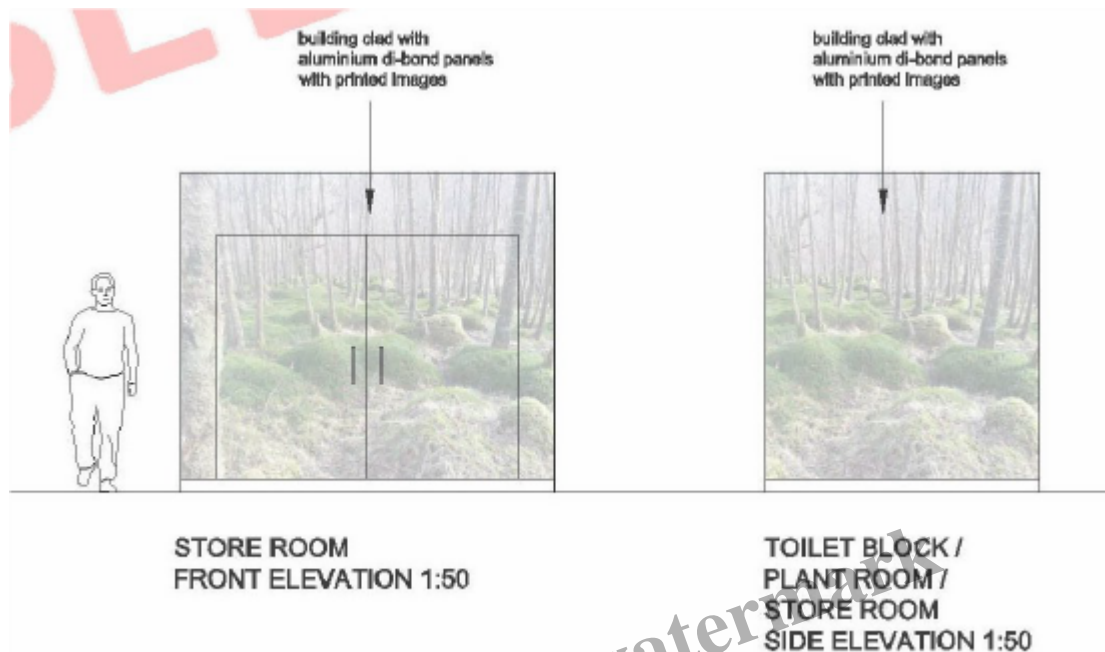 building clad with
aluminium di-bond panels
with printed images
building clad with
aluminium di-bond panels
with printed images
STORE ROOM
FRONT ELEVATION 1:50
TOILET BLOCK /
PLANT ROOM /
STORE ROOM
SIDE ELEVATION 1:50
watermark